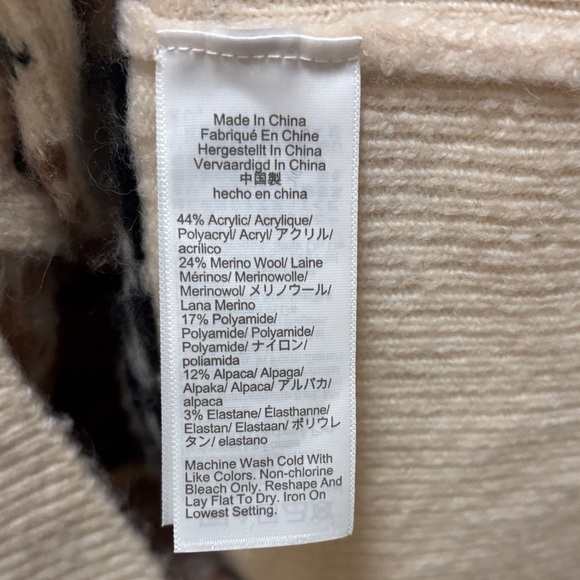 Made In China
Fabriqué En Chine
Hergestellt In China
Vervaardigd In China
中国製
hecho en china
44% Acrylic/ Acrylique/
Polyacryl/ Acryl/ アクリル/
acrílico
24% Merino Wool/ Laine
Mérinos/ Merinowolle/
Merinowol/ メリノウール/
Lana Merino
17% Polyamide/
Polyamide/ Polyamide/
Polyamide/ ナイロン/
poliamida
12% Alpaca/ Alpaga/
Alpaka/ Alpaca/ アルパカ/
alpaca
3% Elastane/ Élasthanne/
Elastan/ Elastaan/ ポリウレ
タン/ elastano
Machine Wash Cold With
Like Colors. Non-chlorine
Bleach Only. Reshape And
Lay Flat To Dry. Iron On
Lowest Setting.